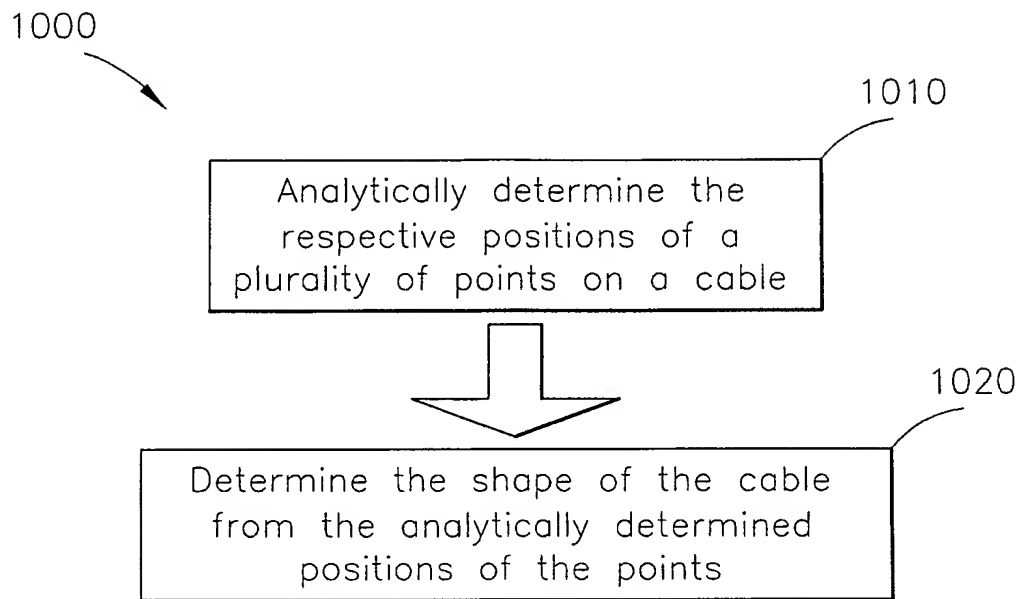 1000
1010
Analytically determine the
respective positions of a
plurality of points on a cable
1020
Determine the shape of the cable
from the analytically determined
positions of the points